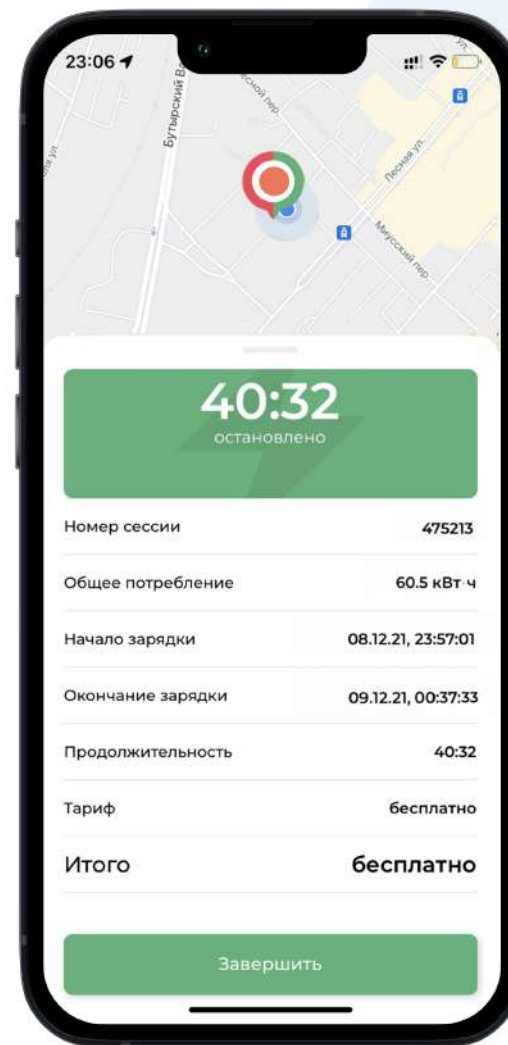 23:06
Бутырский В
Лесная ул.
Миусский пер.
40:32
остановлено
Номер сессии 475213
Общее потребление 60.5 кВт·ч
Начало зарядки 08.12.21, 23:57:01
Окончание зарядки 09.12.21, 00:37:33
Продолжительность 40:32
Тариф бесплатно
Итого бесплатно
Завершить